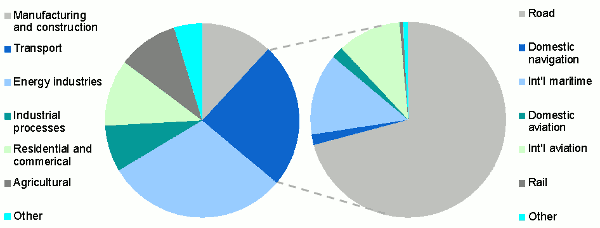 Manufacturing
and construction
Transport
Energy industries
Industrial
processes
Residential and
commerical
Agricultural
Other
Road
Domestic
navigation
Int'l maritime
Domestic
aviation
Int'l aviation
Rail
Other